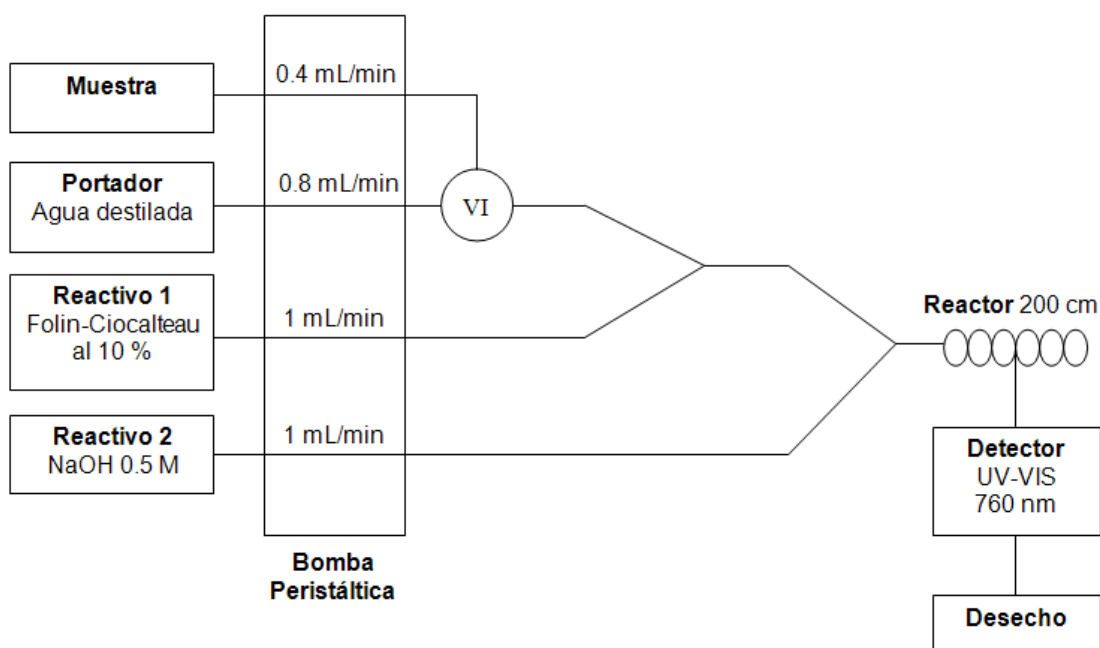 Muestra
0.4 mL/min
Portador
Agua destilada
0.8 mL/min
VI
Reactivo 1
Folin-Ciocalteau
al 10 %
1 mL/min
Reactor 200 cm
Reactivo 2
NaOH 0.5 M
1 mL/min
Detector
UV-VIS
760 nm
Bomba
Peristáltica
Desecho